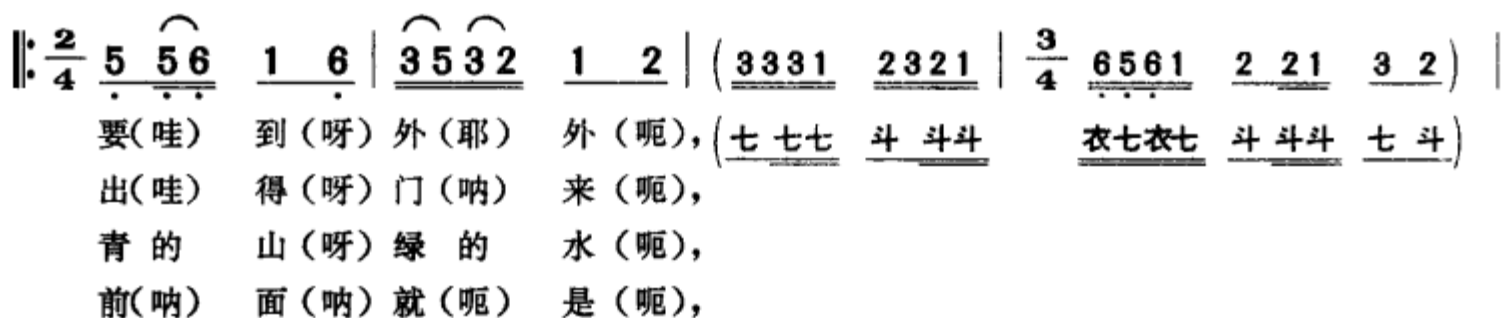 2/4 5 56 1 6 | 3532 1 2 | (3331 2321 | 3/4 6561 2 21 3 2) |
要(哇) 到(呀)外(耶) 外(呃),(七 七七 斗 斗斗 衣七衣七 斗 斗斗 七 斗)
出(哇) 得(呀)门(呐) 来(呃),
青 的 山(呀)绿 的 水(呃),
前(呐) 面(呐)就(呃) 是(呃),